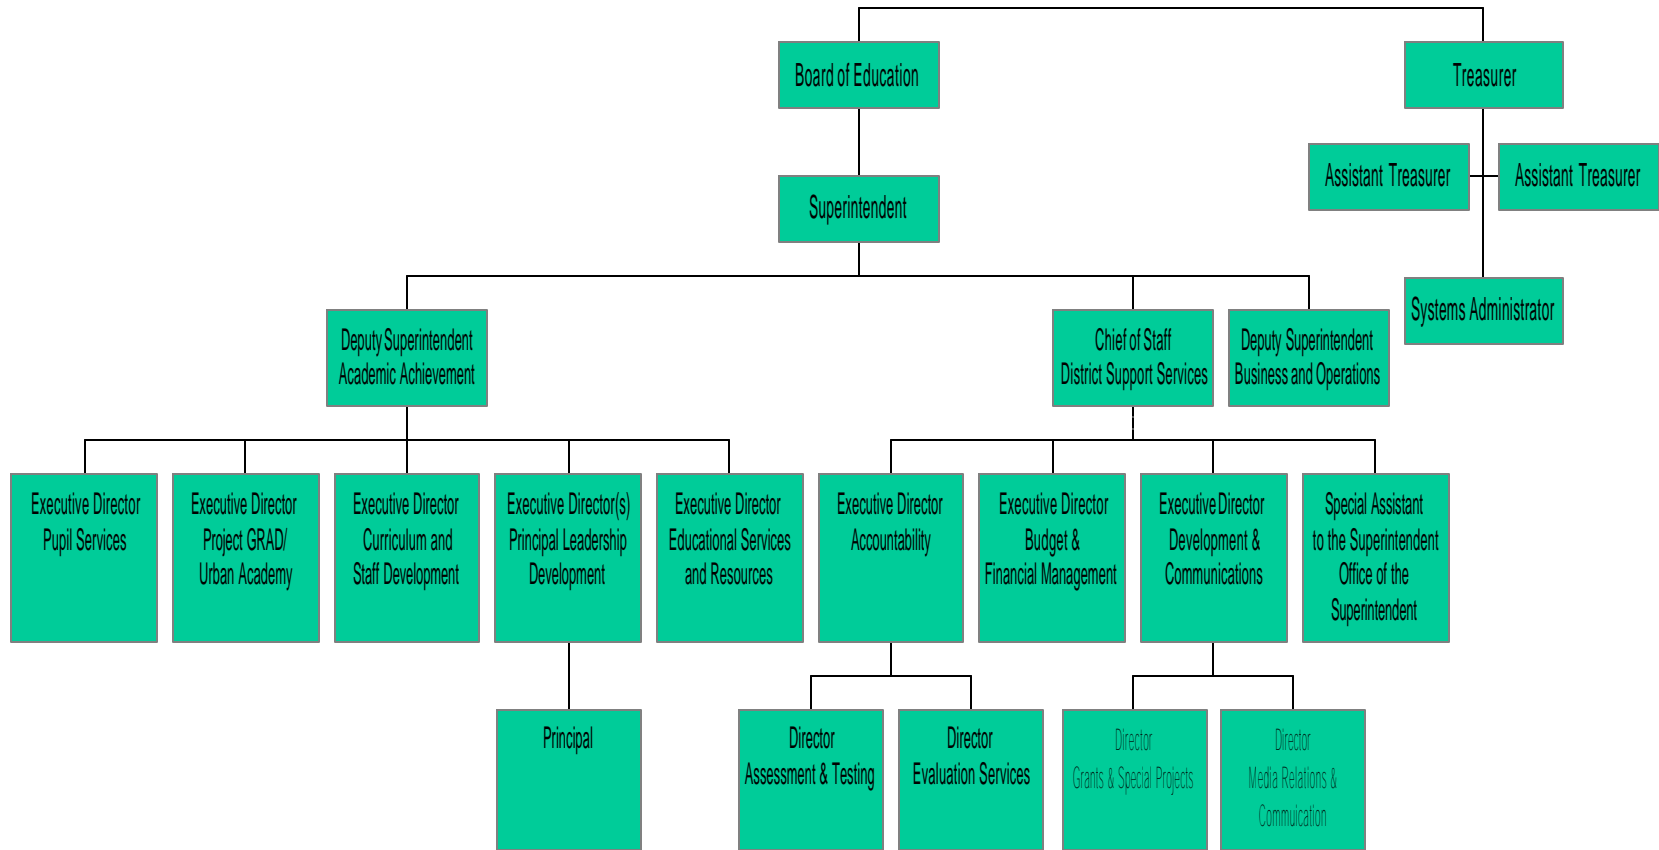 Board of Education
Treasurer
Assistant Treasurer
Assistant Treasurer
Superintendent
Systems Administrator
Deputy Superintendent
Academic Achievement
Chief of Staff
District Support Services
Deputy Superintendent
Business and Operations
Executive Director
Pupil Services
Executive Director
Project GRAD/
Urban Academy
Executive Director
Curriculum and
Staff Development
Executive Director(s)
Principal Leadership
Development
Executive Director
Educational Services
and Resources
Executive Director
Accountability
Executive Director
Budget &
Financial Management
Executive Director
Development &
Communications
Special Assistant
to the Superintendent
Office of the
Superintendent
Principal
Director
Assessment & Testing
Director
Evaluation Services
Director
Grants & Special Projects
Director
Media Relations &
Commuication